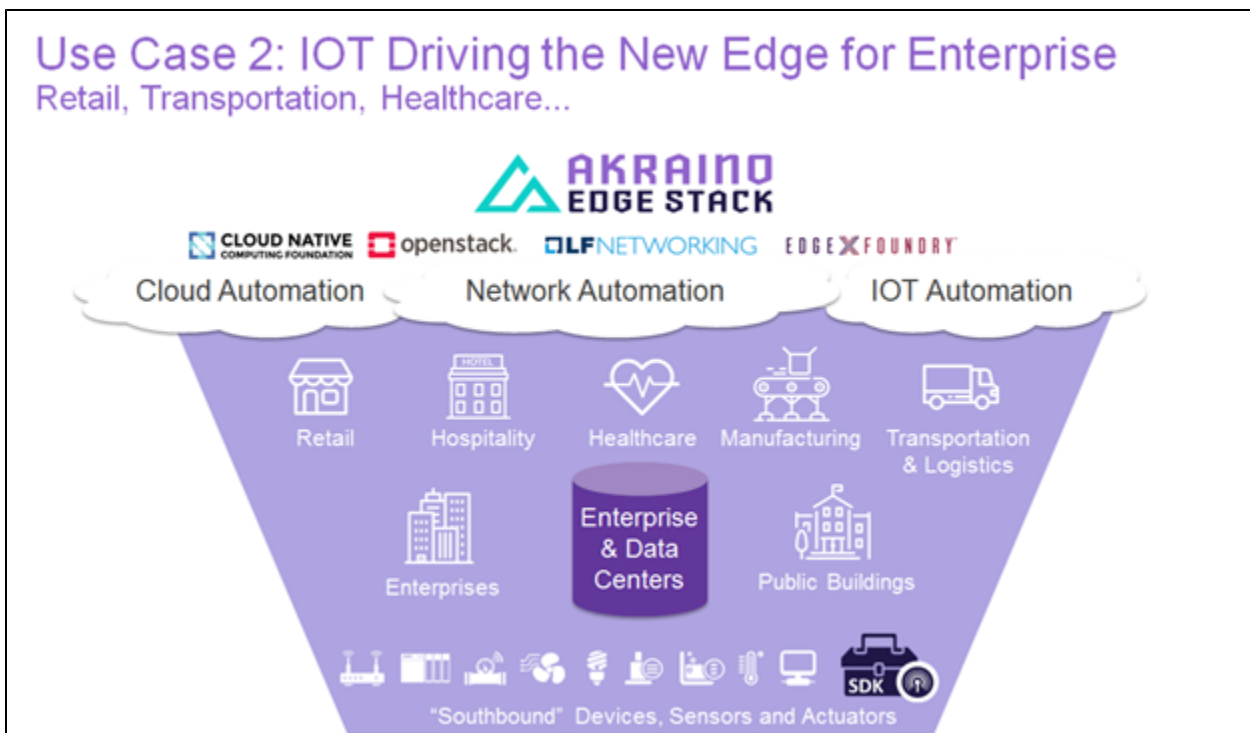 Use Case 2: IOT Driving the New Edge for Enterprise
Retail, Transportation, Healthcare...
AKRAINO
EDGE STACK
CLOUD NATIVE
COMPUTING FOUNDATION
openstack.
LFNETWORKING
EDGE X FOUNDRY
Cloud Automation
Network Automation
IOT Automation
HOTEL
Retail
Hospitality
Healthcare
Manufacturing
Transportation
& Logistics
Enterprise
& Data
Centers
Enterprises
Public Buildings
SDK
"Southbound" Devices, Sensors and Actuators